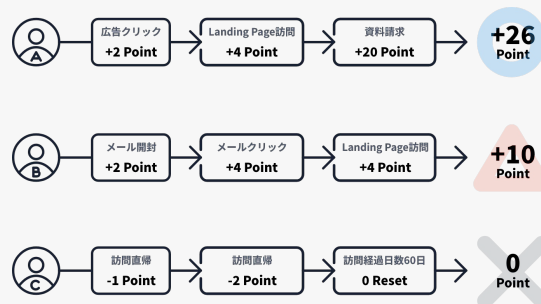 A
広告クリック
+2 Point
Landing Page訪問
+4 Point
資料請求
+20 Point
+26
Point
B
メール開封
+2 Point
メールクリック
+4 Point
Landing Page訪問
+4 Point
+10
Point
C
訪問直帰
-1 Point
訪問直帰
-2 Point
訪問経過日数60日
0 Reset
0
Point